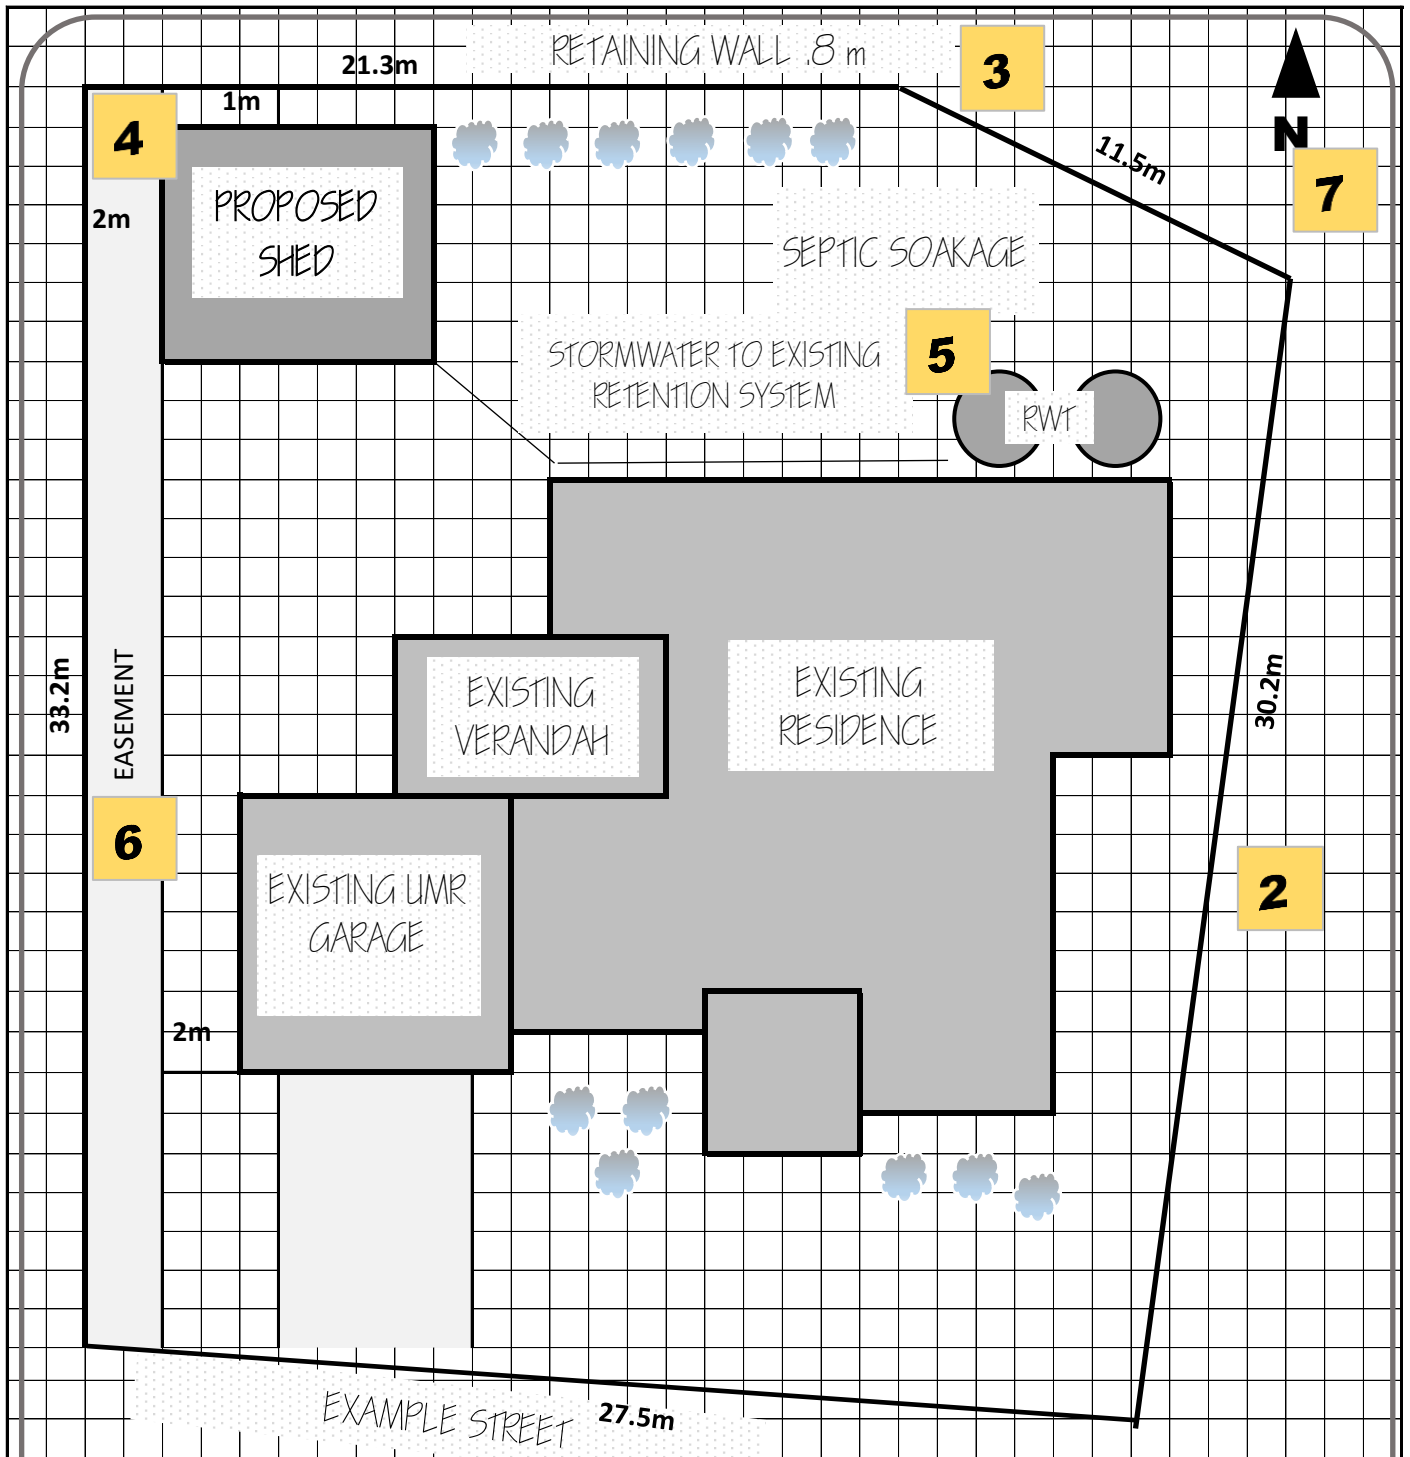 RETAINING WALL .8 m
3
21.3m
1m
N
4
11.5m
7
2m
PROPOSED
SHED
SEPTIC SOAKAGE
STORMWATER TO EXISTING
RETENTION SYSTEM
5
RWT
33.2m
EASEMENT
EXISTING
VERANDAH
EXISTING
RESIDENCE
30.2m
6
2
EXISTING UMR
GARAGE
2m
EXAMPLE STREET
27.5m